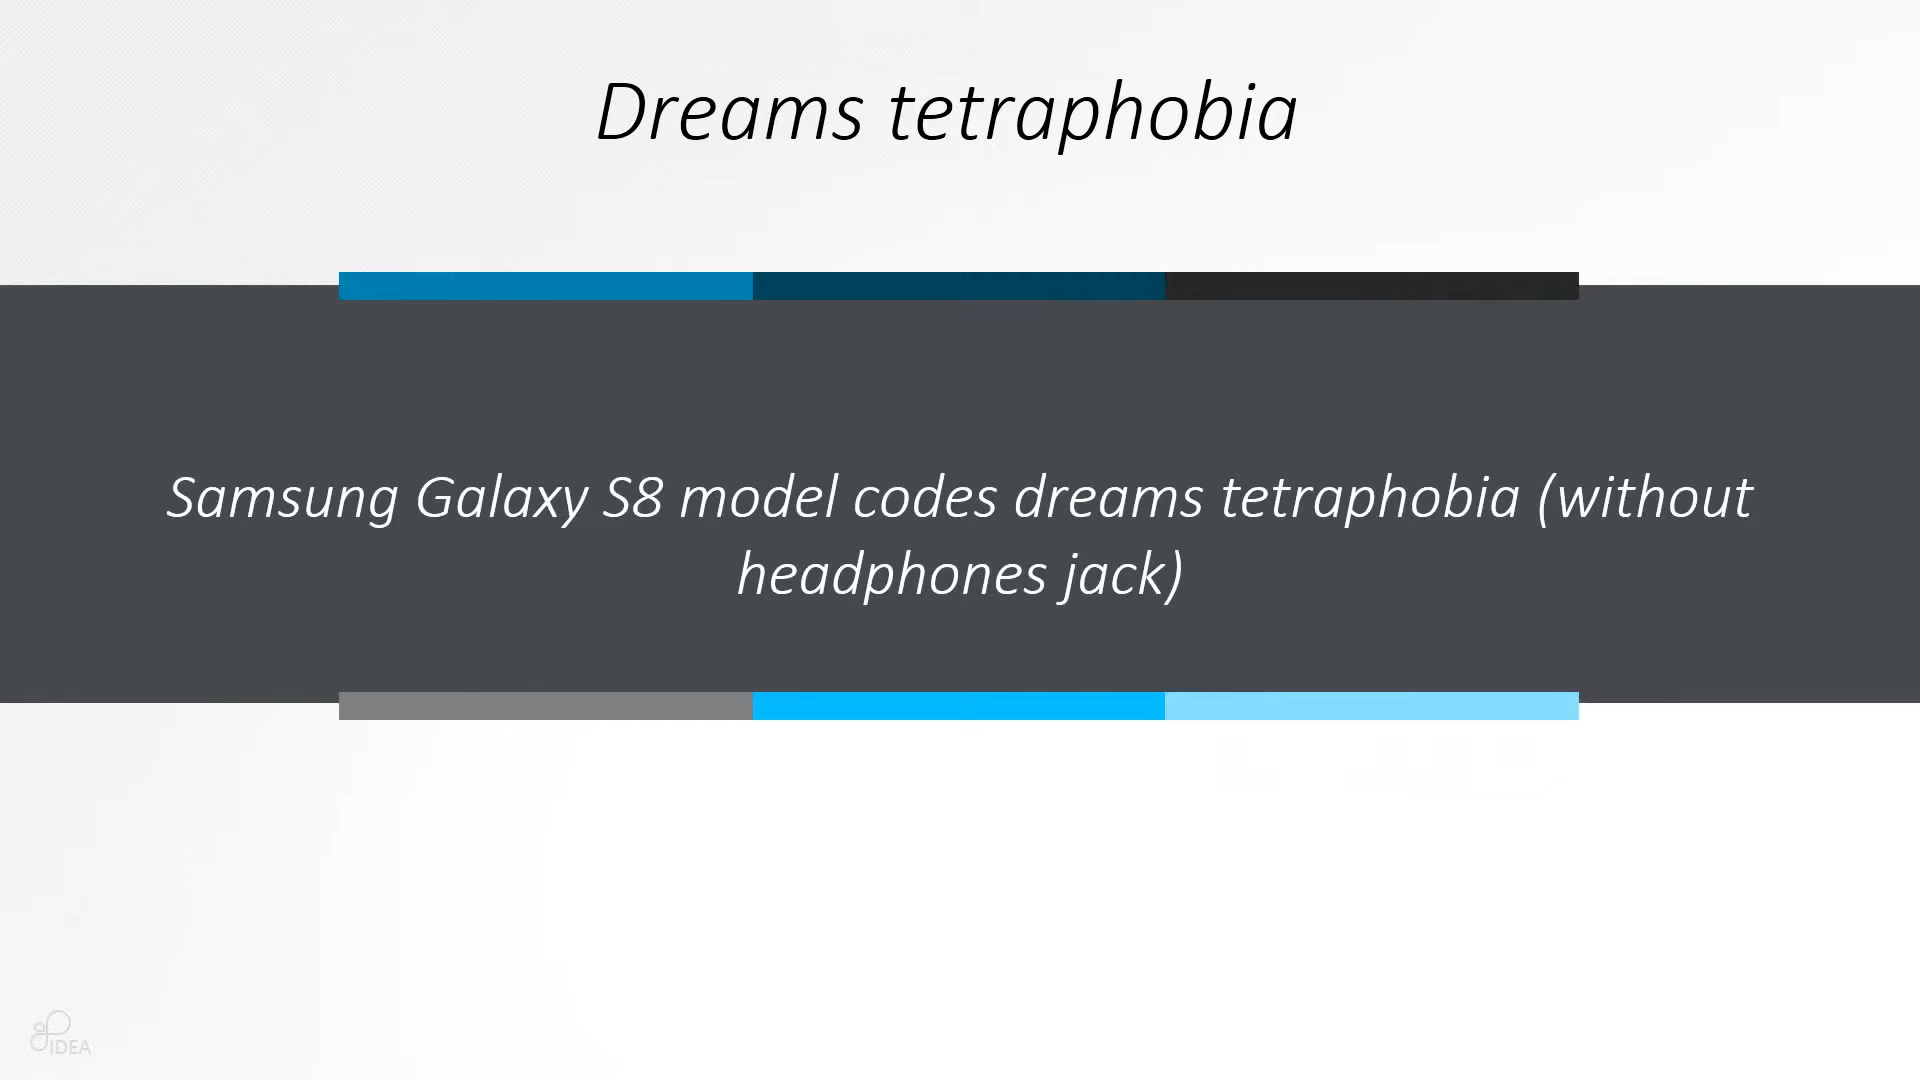 Dreams tetraphobia
Samsung Galaxy S8 model codes dreams tetraphobia (without
headphones jack)
IDEA